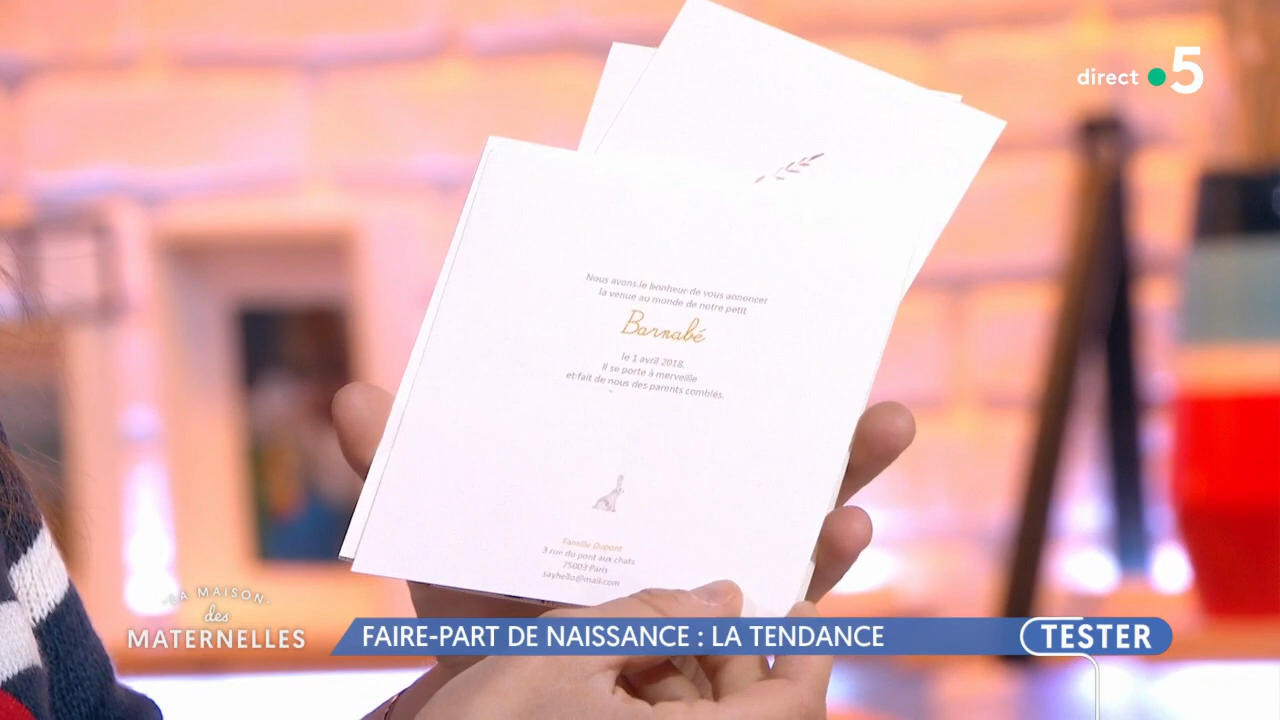 direct 5
Nous avons le bonheur de vous annoncer
la venue au monde de notre petit
Barnabé
le 1 avril 2018.
Il se porte à merveille
et fait de nous des parents comblés.
Famille Dupont
3 rue du pont aux chats
75003 Paris
sayhello@mail.com
LA MAISON
des
MATERNELLES
FAIRE-PART DE NAISSANCE : LA TENDANCE
TESTER